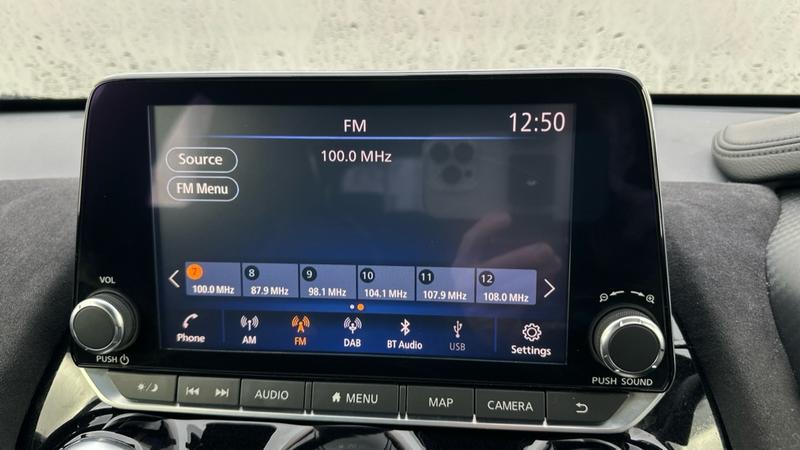 FM
12:50
Source
100.0 MHz
FM Menu
7
100.0 MHz
8
87.9 MHz
9
98.1 MHz
10
104.1 MHz
11
107.9 MHz
12
108.0 MHz
Phone
AM
FM
DAB
BT Audio
USB
Settings
VOL
PUSH
PUSH SOUND
AUDIO
MENU
MAP
CAMERA